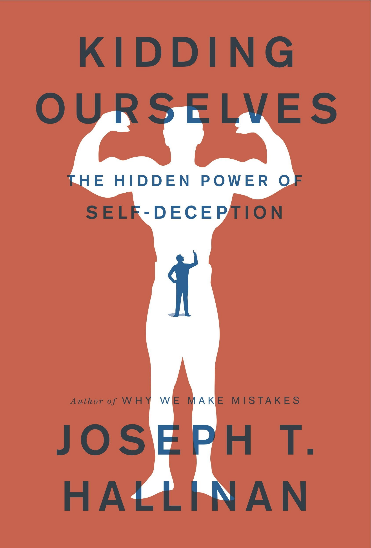 KIDDING
OURSELVES
THE HIDDEN POWER OF
SELF-DECEPTION
Author of WHY WE MAKE MISTAKES
JOSEPH T.
HALLINAN